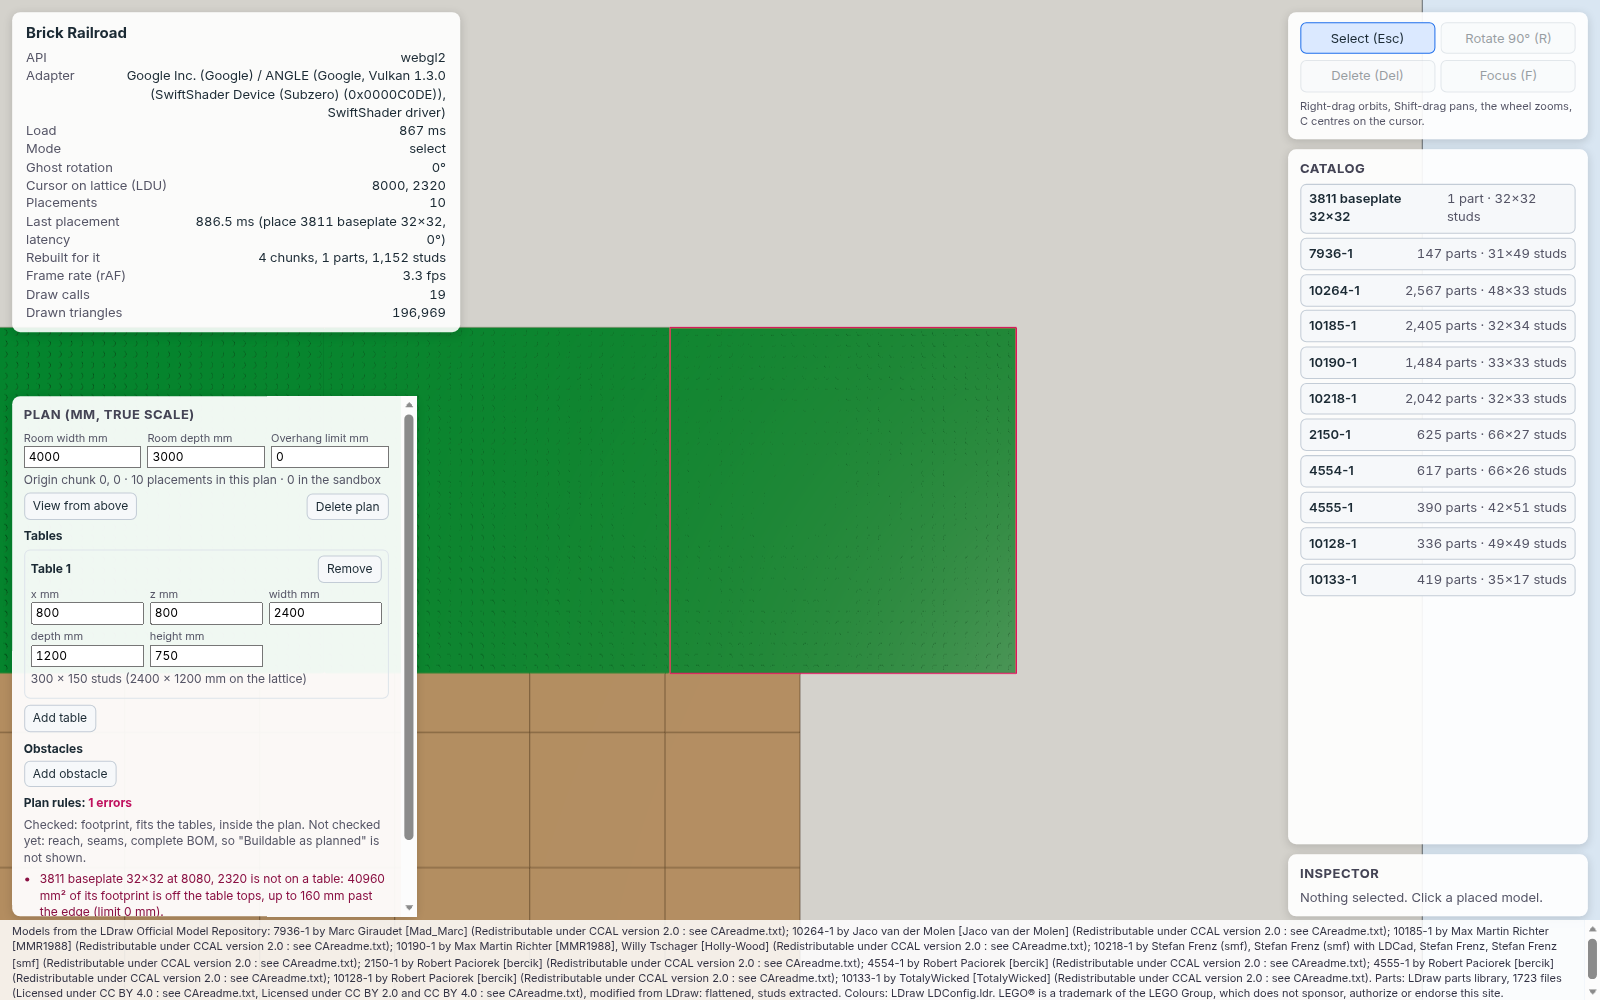 Brick Railroad
API webgl2
Adapter Google Inc. (Google) / ANGLE (Google, Vulkan 1.3.0
(SwiftShader Device (Subzero) (0x0000C0DE)),
SwiftShader driver)
Load 867 ms
Mode select
Ghost rotation 0°
Cursor on lattice (LDU) 8000, 2320
Placements 10
Last placement 886.5 ms (place 3811 baseplate 32×32,
latency 0°)
Rebuilt for it 4 chunks, 1 parts, 1,152 studs
Frame rate (rAF) 3.3 fps
Draw calls 19
Drawn triangles 196,969
PLAN (MM, TRUE SCALE)
Room width mm Room depth mm Overhang limit mm
4000 3000 0
Origin chunk 0, 0 · 10 placements in this plan · 0 in the sandbox
View from above Delete plan
Tables
Table 1 Remove
x mm z mm width mm
800 800 2400
depth mm height mm
1200 750
300 × 150 studs (2400 × 1200 mm on the lattice)
Add table
Obstacles
Add obstacle
Plan rules: 1 errors
Checked: footprint, fits the tables, inside the plan. Not checked
yet: reach, seams, complete BOM, so "Buildable as planned" is
not shown.
• 3811 baseplate 32×32 at 8080, 2320 is not on a table: 40960
mm² of its footprint is off the table tops, up to 160 mm past
the edge (limit 0 mm).
Select (Esc) Rotate 90° (R)
Delete (Del) Focus (F)
Right-drag orbits, Shift-drag pans, the wheel zooms,
C centres on the cursor.
CATALOG
3811 baseplate 1 part · 32×32
32×32 studs
7936-1 147 parts · 31×49 studs
10264-1 2,567 parts · 48×33 studs
10185-1 2,405 parts · 32×34 studs
10190-1 1,484 parts · 33×33 studs
10218-1 2,042 parts · 32×33 studs
2150-1 625 parts · 66×27 studs
4554-1 617 parts · 66×26 studs
4555-1 390 parts · 42×51 studs
10128-1 336 parts · 49×49 studs
10133-1 419 parts · 35×17 studs
INSPECTOR
Nothing selected. Click a placed model.
Models from the LDraw Official Model Repository: 7936-1 by Marc Giraudet [Mad_Marc] (Redistributable under CCAL version 2.0 : see CAreadme.txt); 10264-1 by Jaco van der Molen [Jaco van der Molen] (Redistributable under CCAL version 2.0 : see CAreadme.txt); 10185-1 by Max Martin Richter
[MMR1988] (Redistributable under CCAL version 2.0 : see CAreadme.txt); 10190-1 by Max Martin Richter [MMR1988], Willy Tschager [Holly-Wood] (Redistributable under CCAL version 2.0 : see CAreadme.txt); 10218-1 by Stefan Frenz (smf), Stefan Frenz (smf) with LDCad, Stefan Frenz, Stefan Frenz
[smf] (Redistributable under CCAL version 2.0 : see CAreadme.txt); 2150-1 by Robert Paciorek [bercik] (Redistributable under CCAL version 2.0 : see CAreadme.txt); 4554-1 by Robert Paciorek [bercik] (Redistributable under CCAL version 2.0 : see CAreadme.txt); 4555-1 by Robert Paciorek [bercik]
(Redistributable under CCAL version 2.0 : see CAreadme.txt); 10128-1 by Robert Paciorek [bercik] (Redistributable under CCAL version 2.0 : see CAreadme.txt); 10133-1 by TotalyWicked [TotalyWicked] (Redistributable under CCAL version 2.0 : see CAreadme.txt). Parts: LDraw parts library, 1723 files
(Licensed under CC BY 4.0 : see CAreadme.txt, Licensed under CC BY 2.0 and CC BY 4.0 : see CAreadme.txt), modified from LDraw: flattened, studs extracted. Colours: LDraw LDConfig.ldr. LEGO® is a trademark of the LEGO Group, which does not sponsor, authorize or endorse this site.